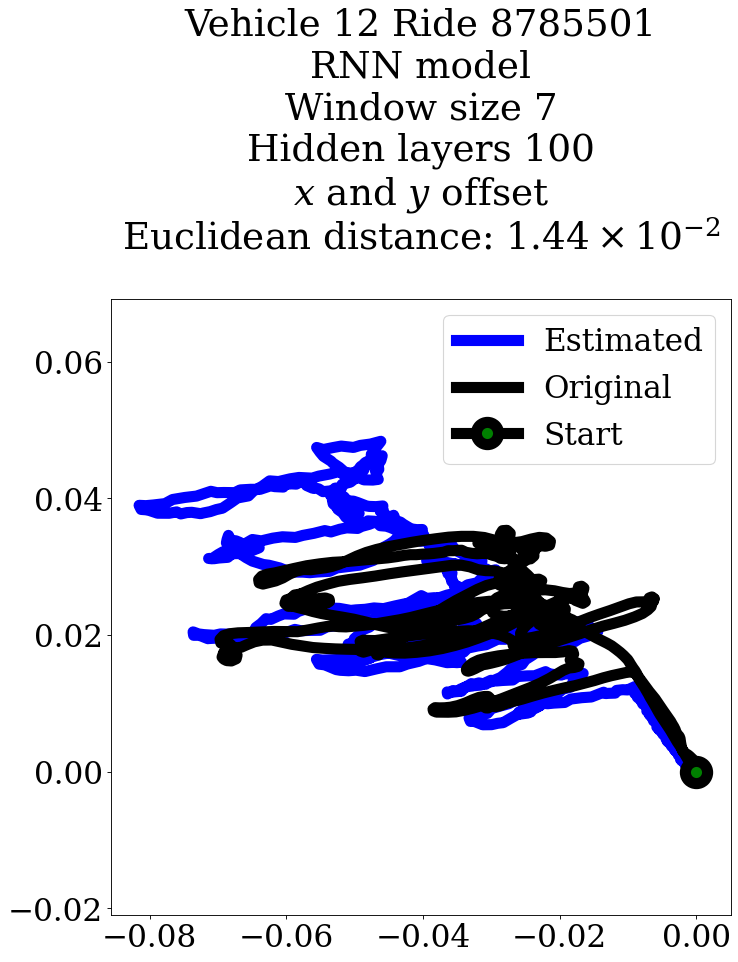 Vehicle 12 Ride 8785501
RNN model
Window size 7
Hidden layers 100
x and y offset
Euclidean distance: 1.44 × 10⁻²
Estimated
Original
Start
0.06
0.04
0.02
0.00
−0.02
−0.08 −0.06 −0.04 −0.02 0.00